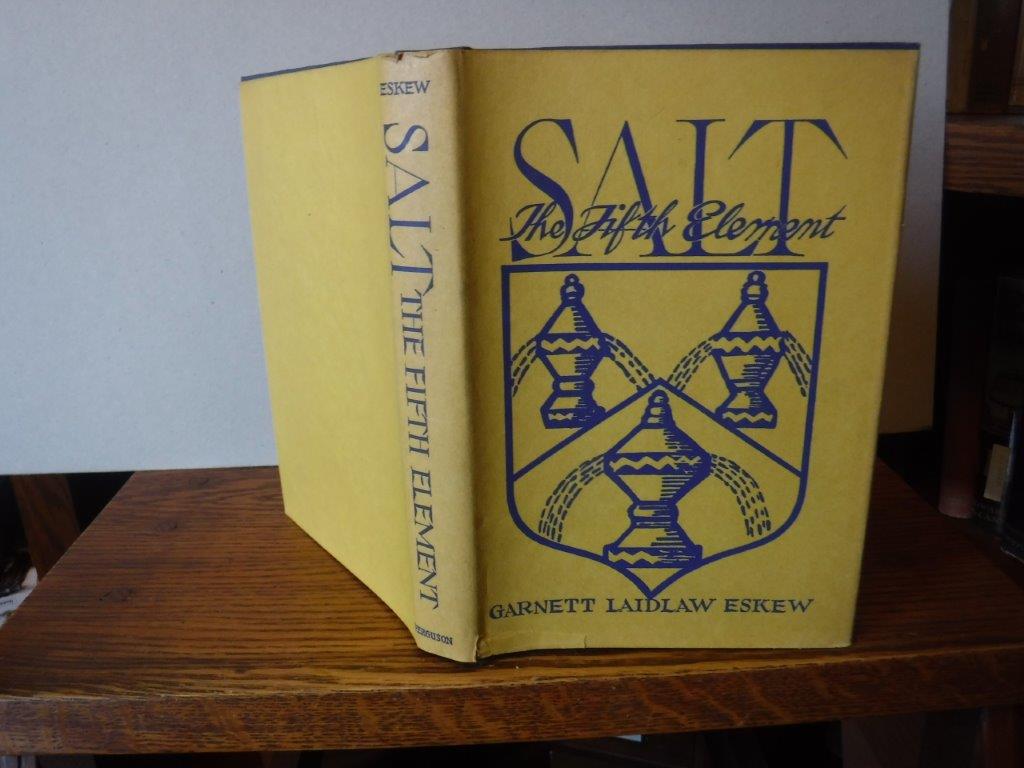 ESKEW
SALT THE FIFTH ELEMENT
FERGUSON
SALT
The Fifth Element
GARNETT LAIDLAW ESKEW